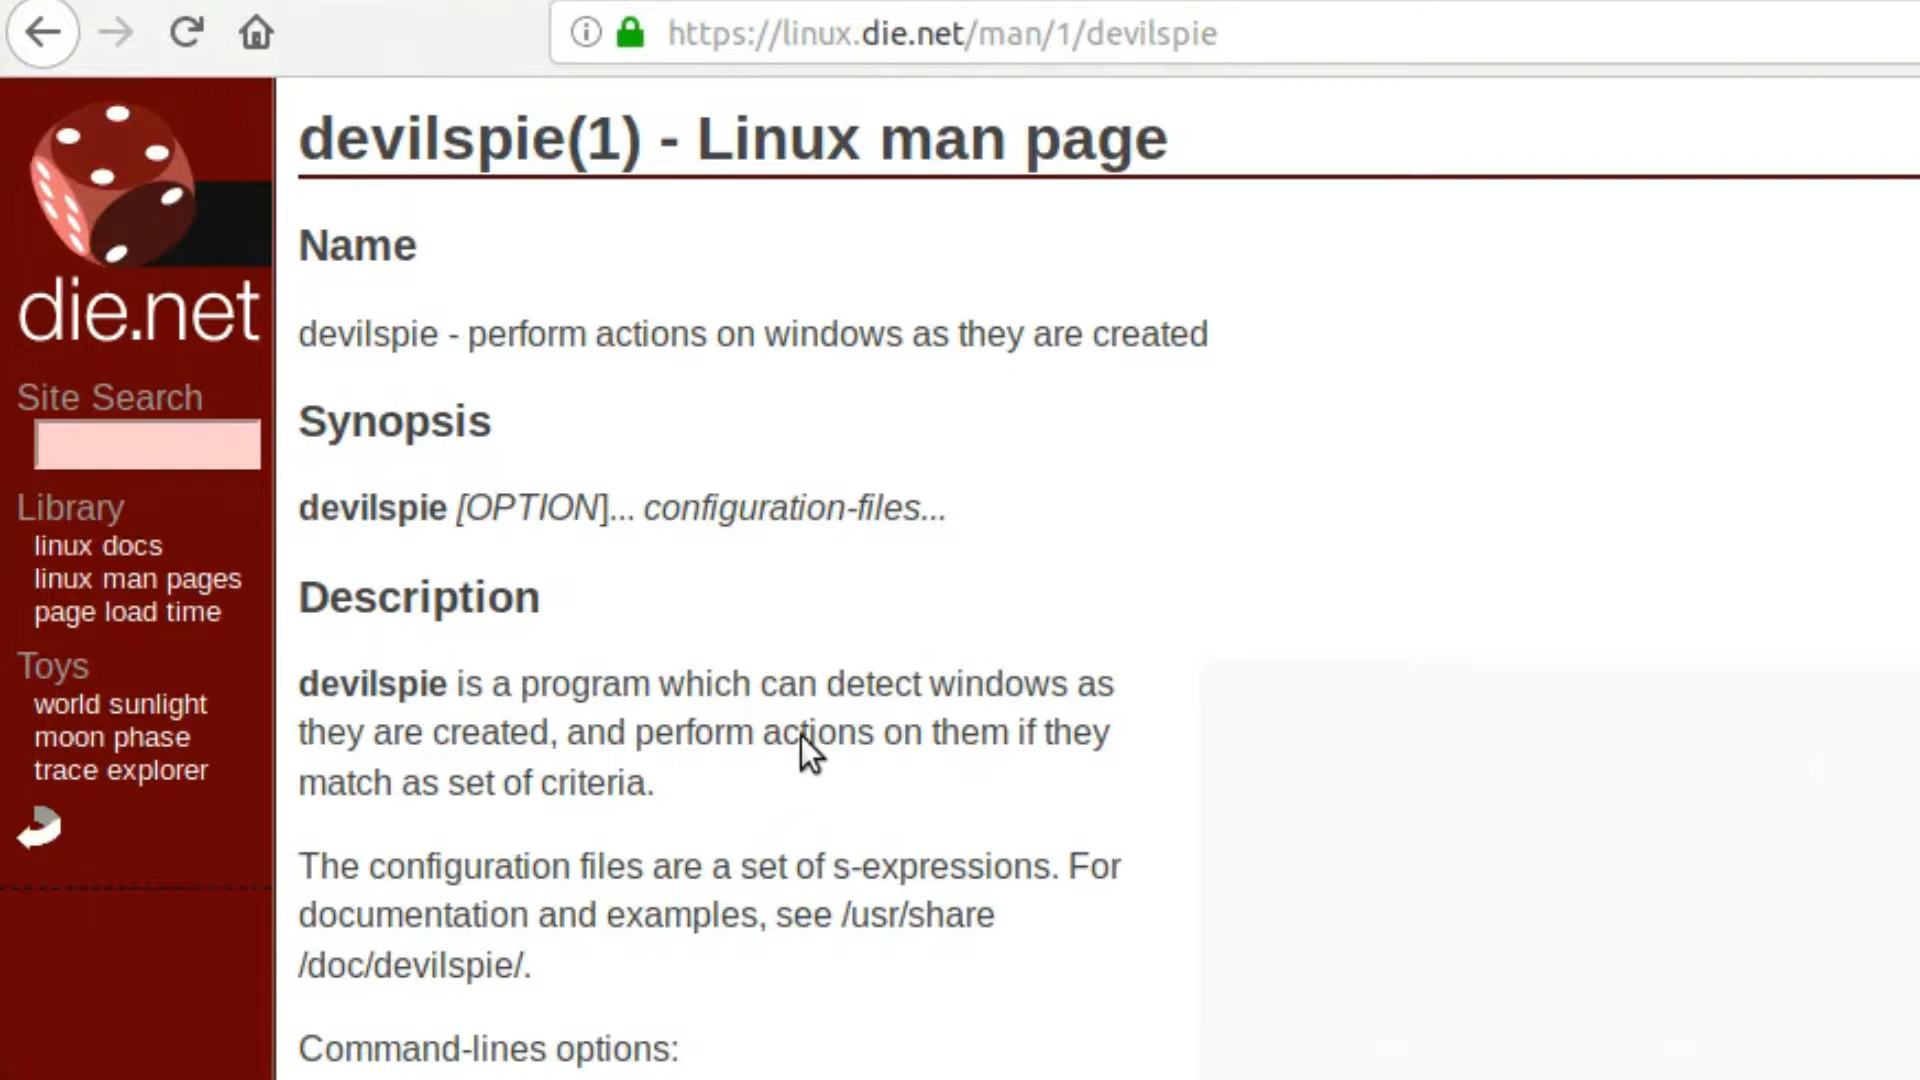 https://linux.die.net/man/1/devilspie
die.net
Site Search
Library
linux docs
linux man pages
page load time
Toys
world sunlight
moon phase
trace explorer
devilspie(1) - Linux man page
Name
devilspie - perform actions on windows as they are created
Synopsis
devilspie [OPTION]... configuration-files...
Description
devilspie is a program which can detect windows as
they are created, and perform actions on them if they
match as set of criteria.
The configuration files are a set of s-expressions. For
documentation and examples, see /usr/share
/doc/devilspie/.
Command-lines options: